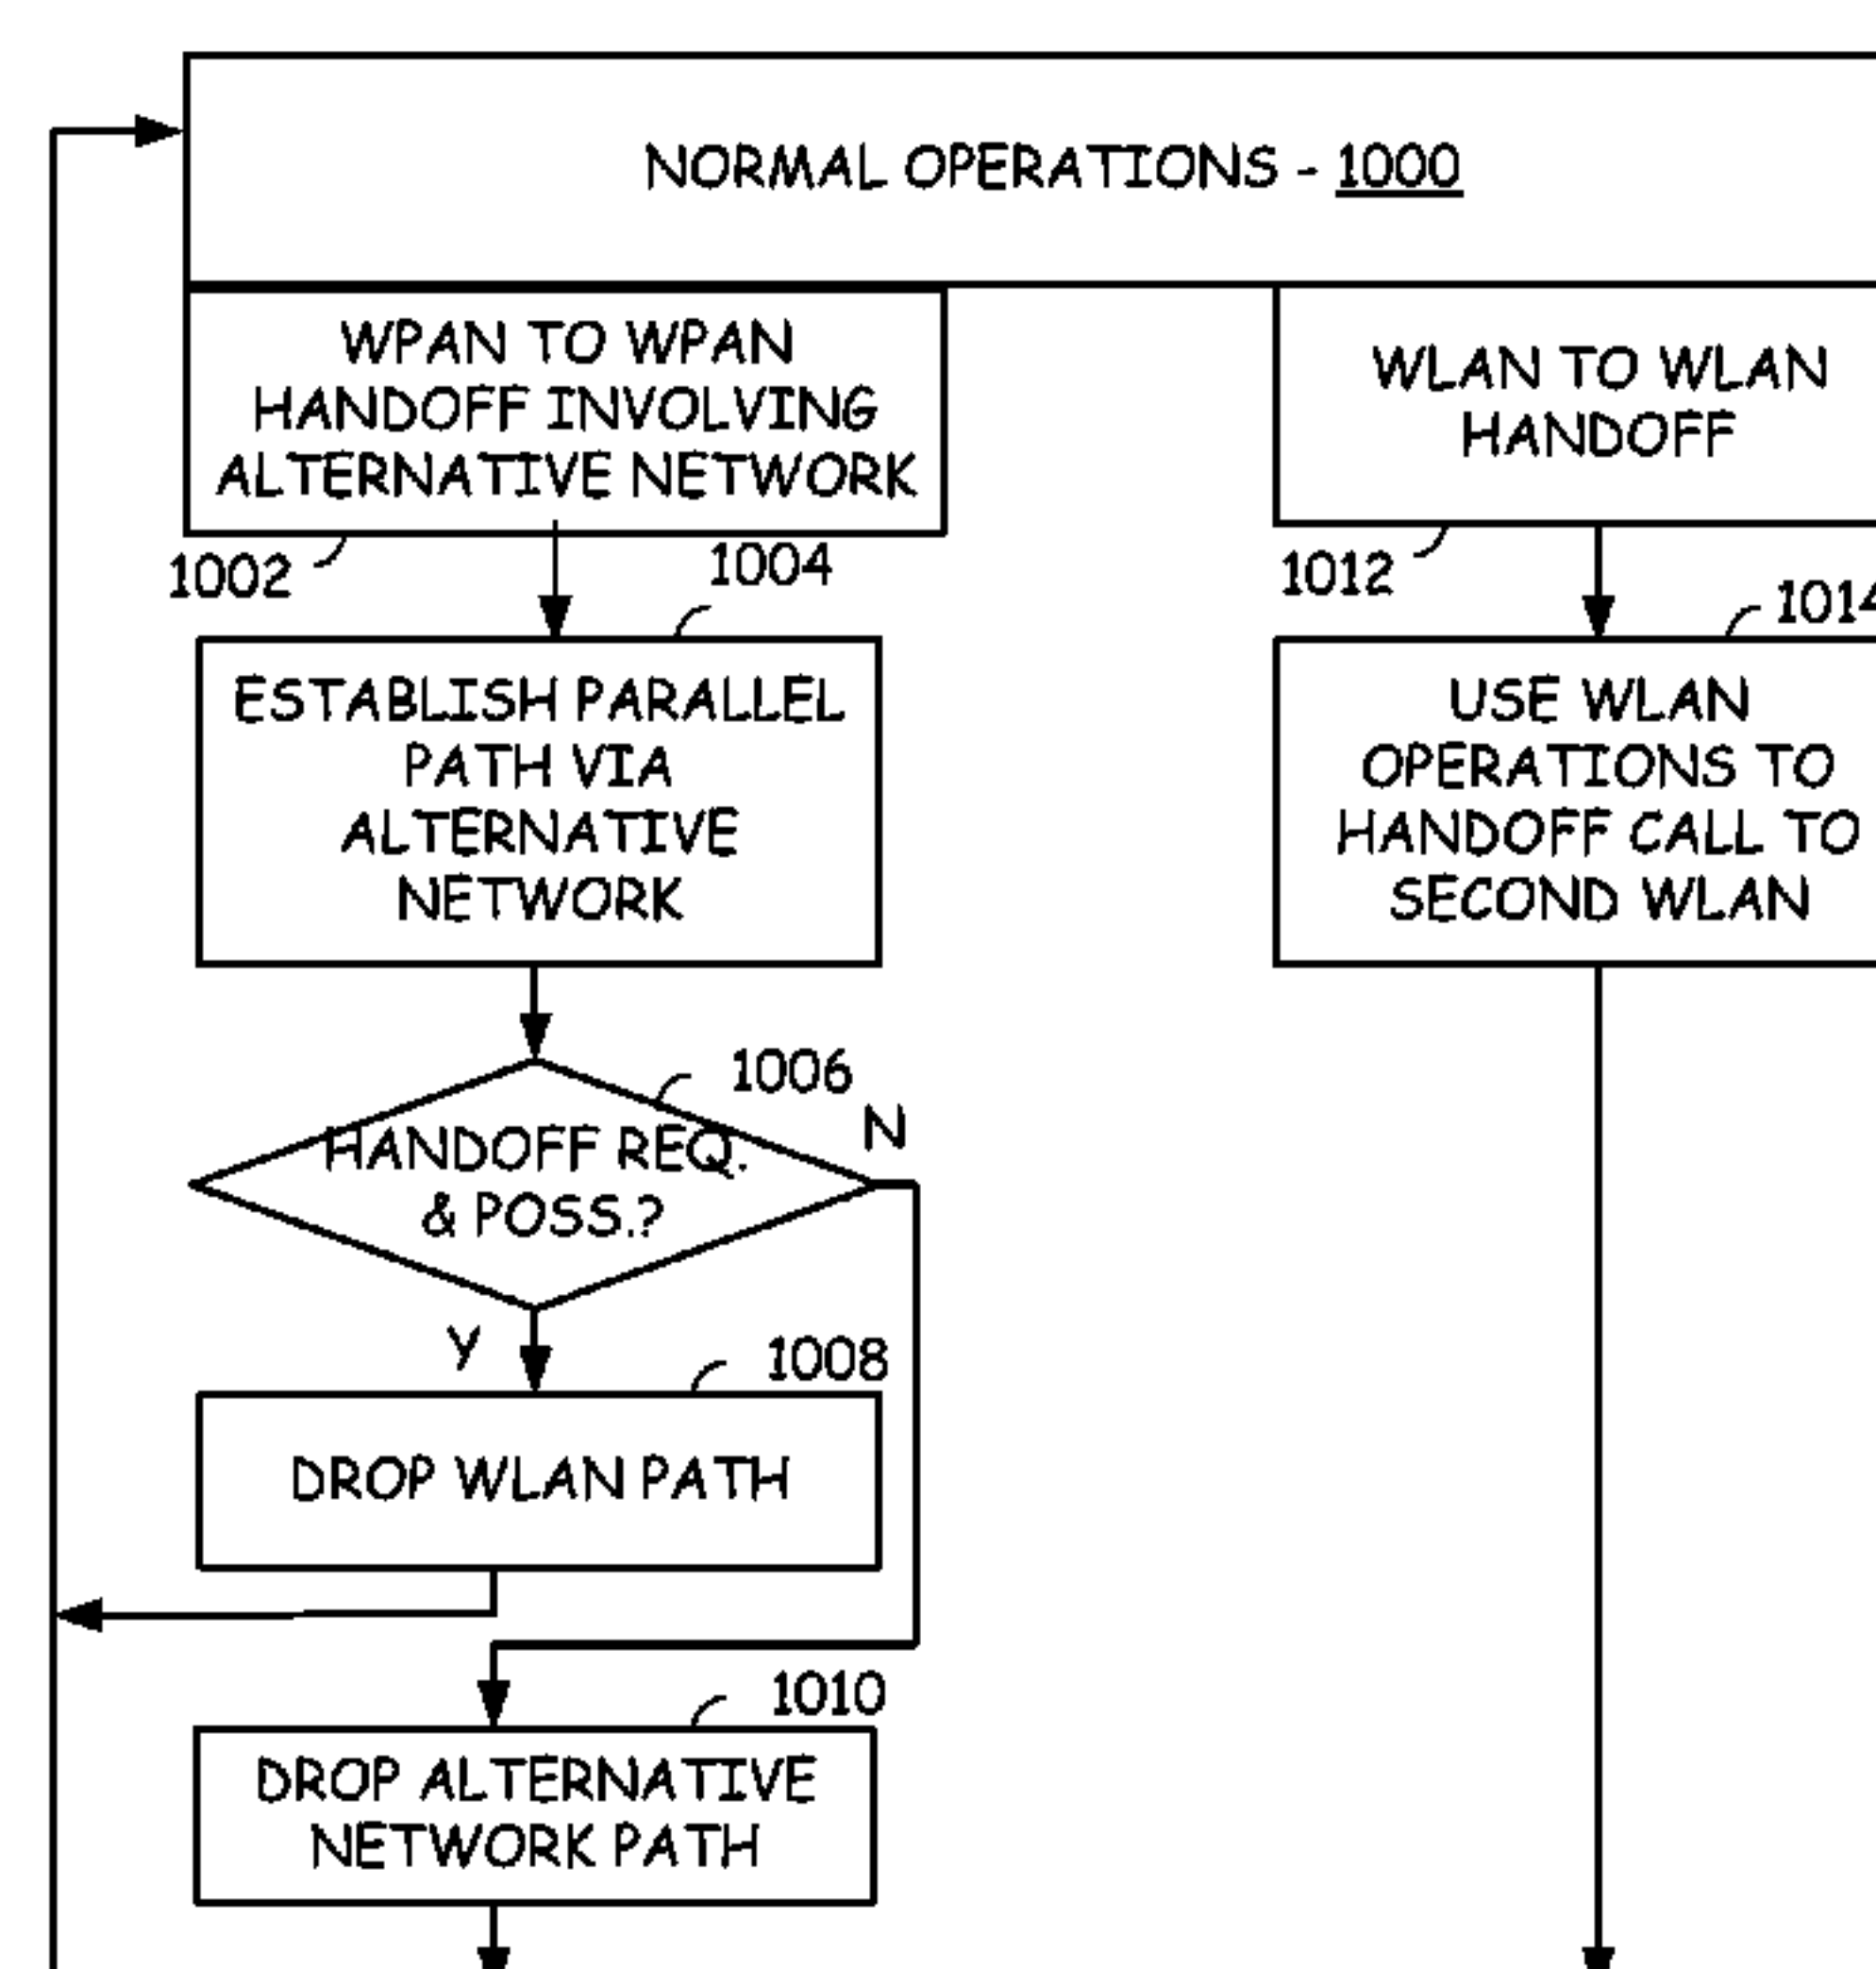 NORMAL OPERATIONS - 1000
WPAN TO WPAN
HANDOFF INVOLVING
ALTERNATIVE NETWORK
1002
1004
ESTABLISH PARALLEL
PATH VIA
ALTERNATIVE
NETWORK
1006
N
HANDOFF REQ.
& POSS.?
Y
1008
DROP WLAN PATH
1010
DROP ALTERNATIVE
NETWORK PATH
WLAN TO WLAN
HANDOFF
1012
1014
USE WLAN
OPERATIONS TO
HANDOFF CALL TO
SECOND WLAN